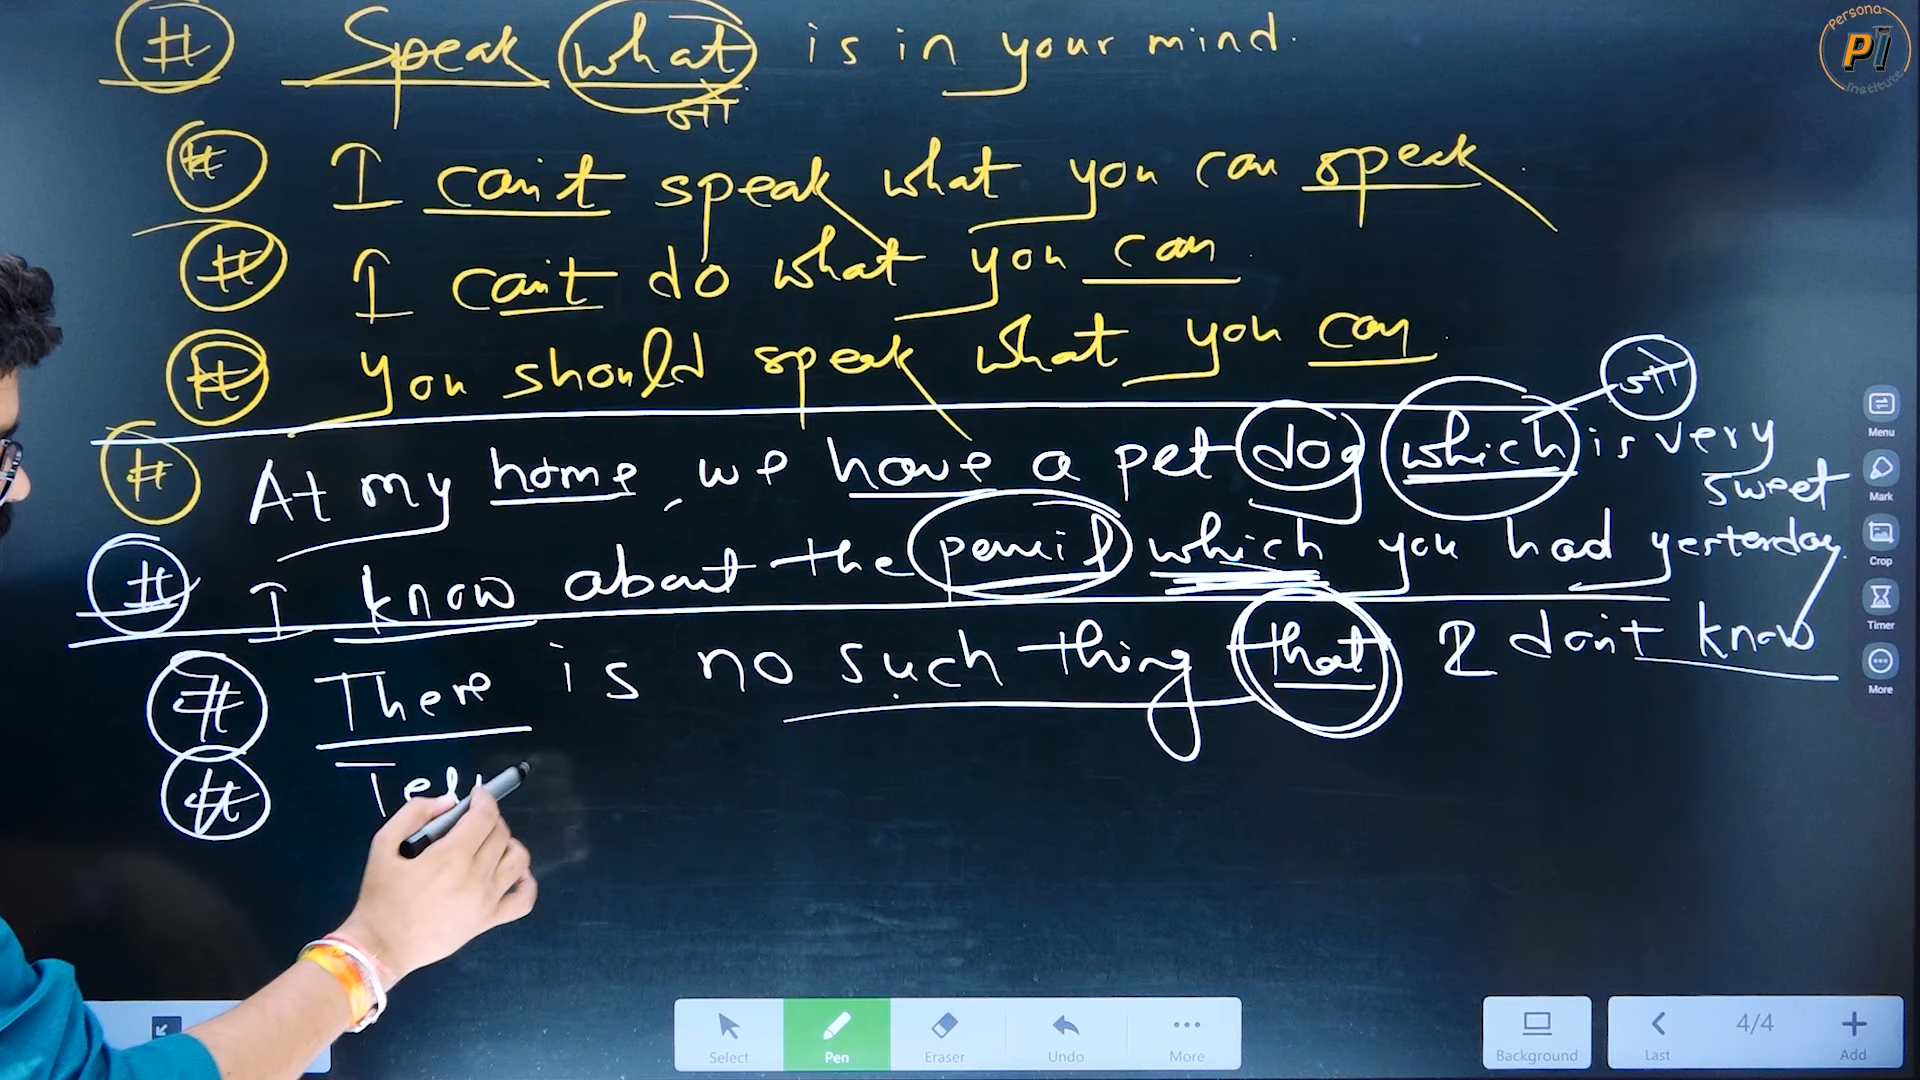 # Speak what is in your mind.
जो
# I can't speak what you can speak.
# I can't do what you can.
# You should speak what you can.
जो
# At my home, we have a pet dog which is very sweet
# I know about the pencil which you had yesterday.
# There is no such thing that I don't know
# Tell
Persona
PI
Institute
Menu
Mark
Crop
Timer
More
Select
Pen
Eraser
Undo
More
Background
Last
4/4
Add